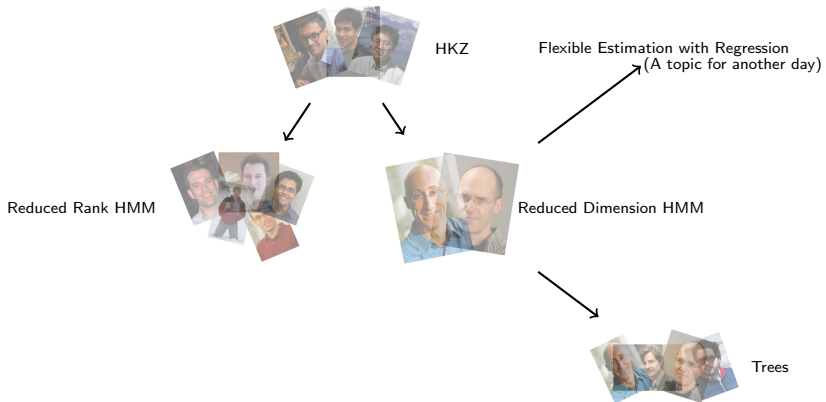 HKZ
Flexible Estimation with Regression
(A topic for another day)
Reduced Rank HMM
Reduced Dimension HMM
Trees